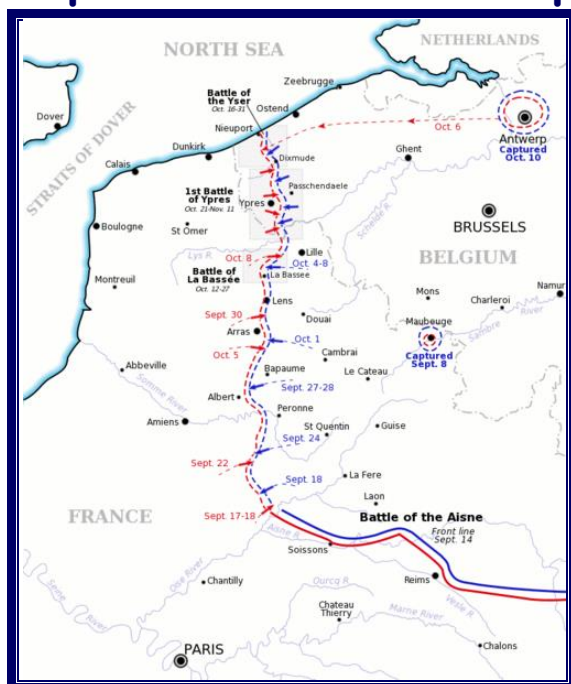 NORTH SEA
NETHERLANDS
Zeebrugge
Battle of
the Yser
Oct. 16-31
Ostend
Dover
Nieuport
Oct. 6
Antwerp
Captured
Oct. 10
STRAITS OF DOVER
Dunkirk
Dixmude
Ghent
Calais
1st Battle
of Ypres
Oct. 21-Nov. 11
Passchendaele
Ypres
Schelde R.
BRUSSELS
Boulogne
St Omer
Lys R.
Oct. 8
Lille
BELGIUM
Battle of
La Bassée
Oct. 12-27
Oct. 4-8
La Bassee
Montreuil
Lens
Mons
Namur
Charleroi
Sept. 30
Douai
Maubeuge
Sambre
River
Arras
Oct. 1
Captured
Sept. 8
Oct. 5
Cambrai
Abbeville
Bapaume
Le Cateau
Somme River
Sept. 27-28
Albert
Peronne
Amiens
St Quentin
Guise
Sept. 24
Sept. 22
La Fere
Sept. 18
Laon
FRANCE
Sept. 17-18
Battle of the Aisne
Front line
Sept. 14
Aisne R.
Soissons
Oise River
Chantilly
Reims
Ourcq R.
Vesle R.
Seine
River
Chateau
Thierry
Marne River
Chalons
PARIS